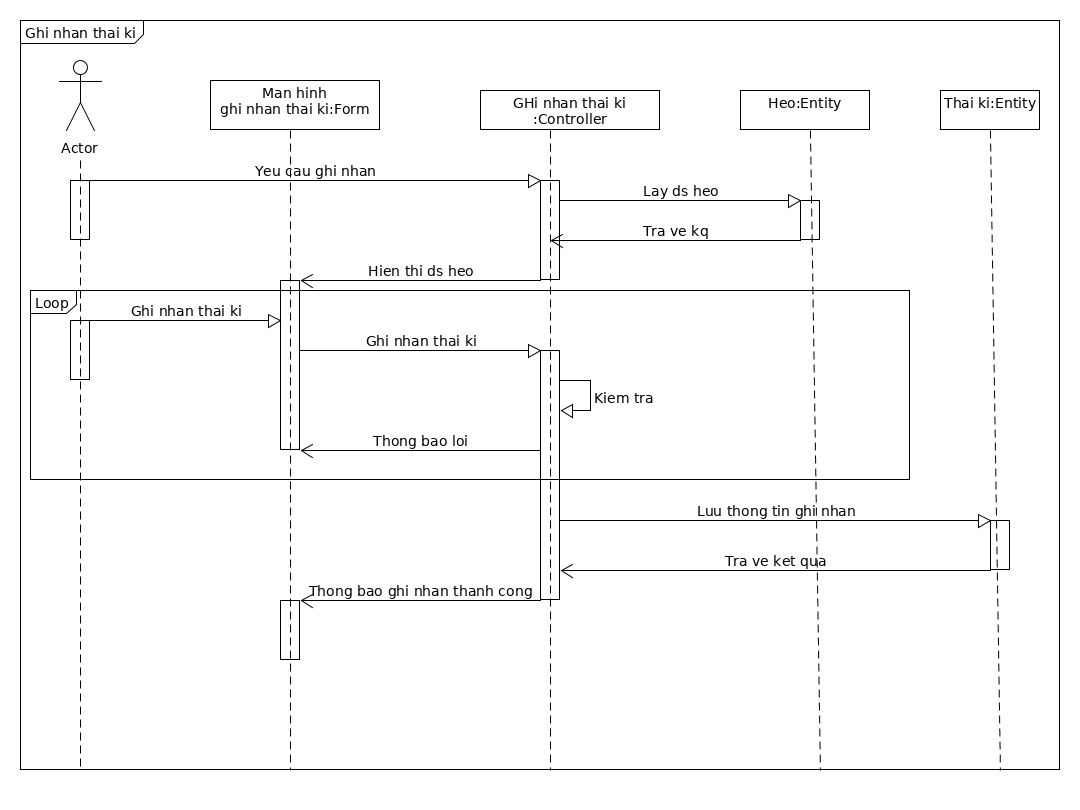 Ghi nhan thai ki
Man hinh
ghi nhan thai ki:Form
GHi nhan thai ki
:Controller
Heo:Entity
Thai ki:Entity
Actor
Yeu cau ghi nhan
Lay ds heo
Tra ve kq
Hien thi ds heo
Loop
Ghi nhan thai ki
Ghi nhan thai ki
Kiem tra
Thong bao loi
Luu thong tin ghi nhan
Tra ve ket qua
Thong bao ghi nhan thanh cong